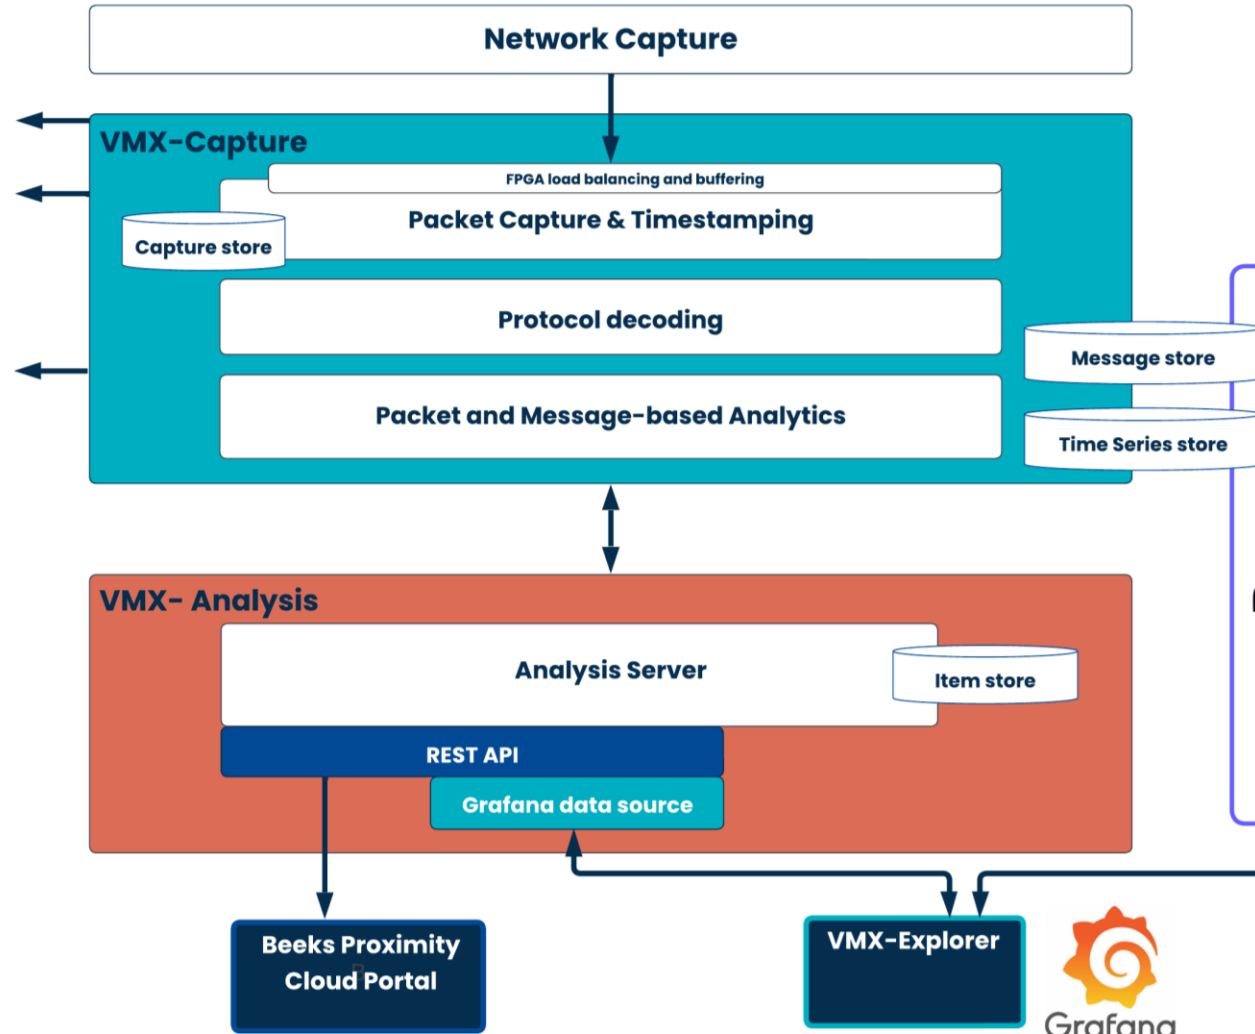 Network Capture
VMX-Capture
FPGA load balancing and buffering
Packet Capture & Timestamping
Capture store
Protocol decoding
Message store
Packet and Message-based Analytics
Time Series store
VMX- Analysis
Analysis Server
Item store
REST API
Grafana data source
Beeks Proximity
Cloud Portal
VMX-Explorer
Grafana